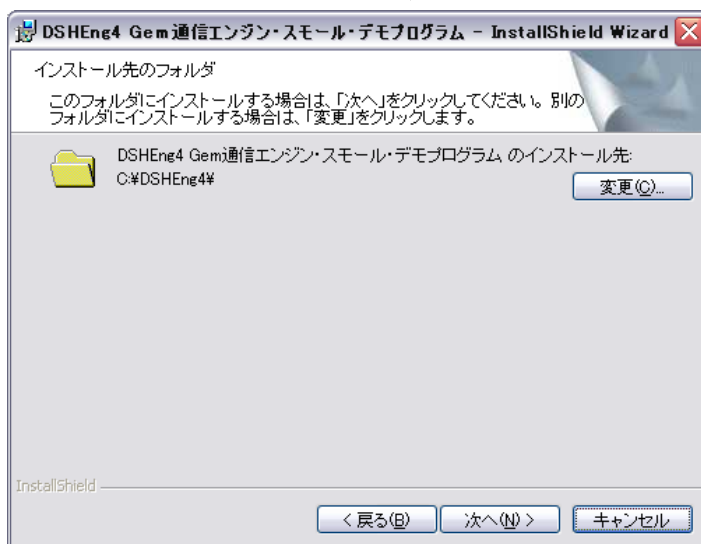 DSHEng4 Gem通信エンジン・スモール・デモプログラム - InstallShield Wizard
インストール先のフォルダ
このフォルダにインストールする場合は、「次へ」をクリックしてください。別の
フォルダにインストールする場合は、「変更」をクリックします。
DSHEng4 Gem通信エンジン・スモール・デモプログラム のインストール先:
C:¥DSHEng4¥
変更(C)...
InstallShield
< 戻る(B)
次へ(N) >
キャンセル